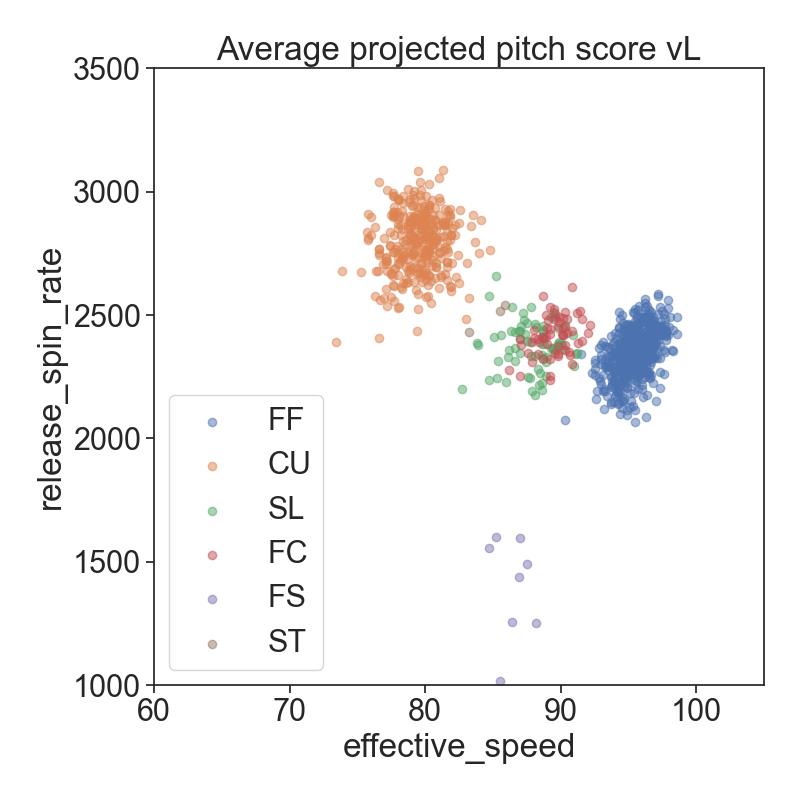 Average projected pitch score vL
3500
3000
2500
2000
1500
1000
release_spin_rate
FF
CU
SL
FC
FS
ST
60 70 80 90 100
effective_speed